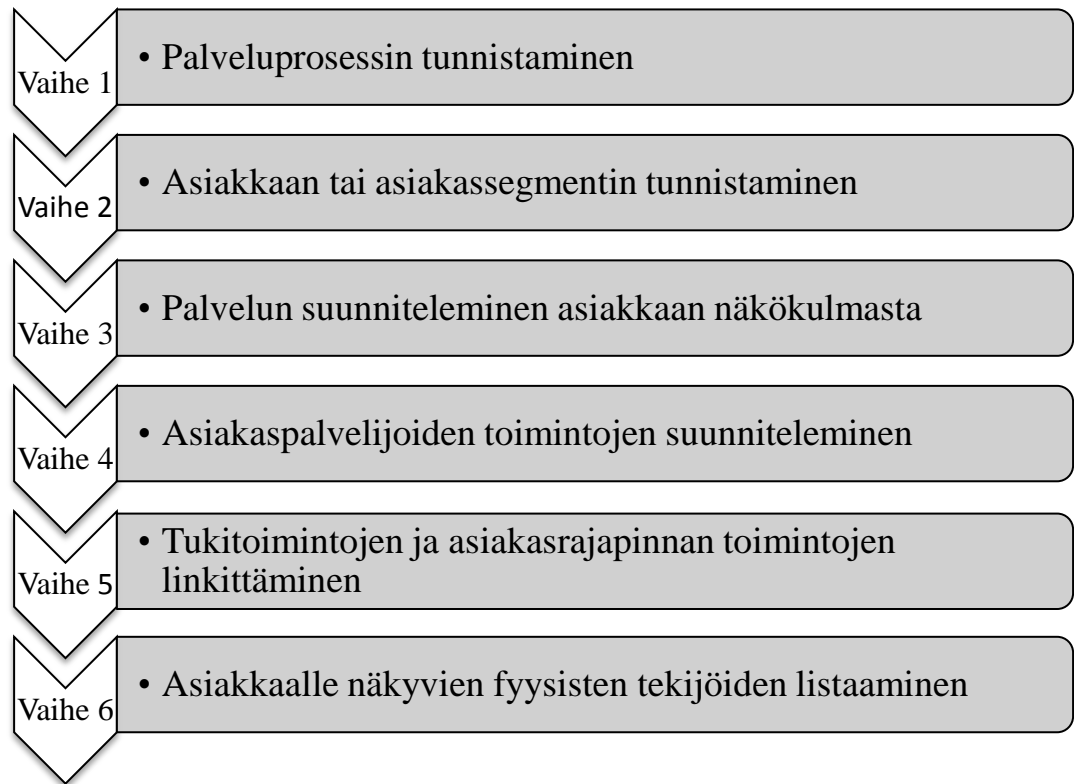 Vaihe 1
• Palveluprosessin tunnistaminen
Vaihe 2
• Asiakkaan tai asiakassegmentin tunnistaminen
Vaihe 3
• Palvelun suunniteleminen asiakkaan näkökulmasta
Vaihe 4
• Asiakaspalvelijoiden toimintojen suunniteleminen
Vaihe 5
• Tukitoimintojen ja asiakasrajapinnan toimintojen
linkittäminen
Vaihe 6
• Asiakkaalle näkyvien fyysisten tekijöiden listaaminen